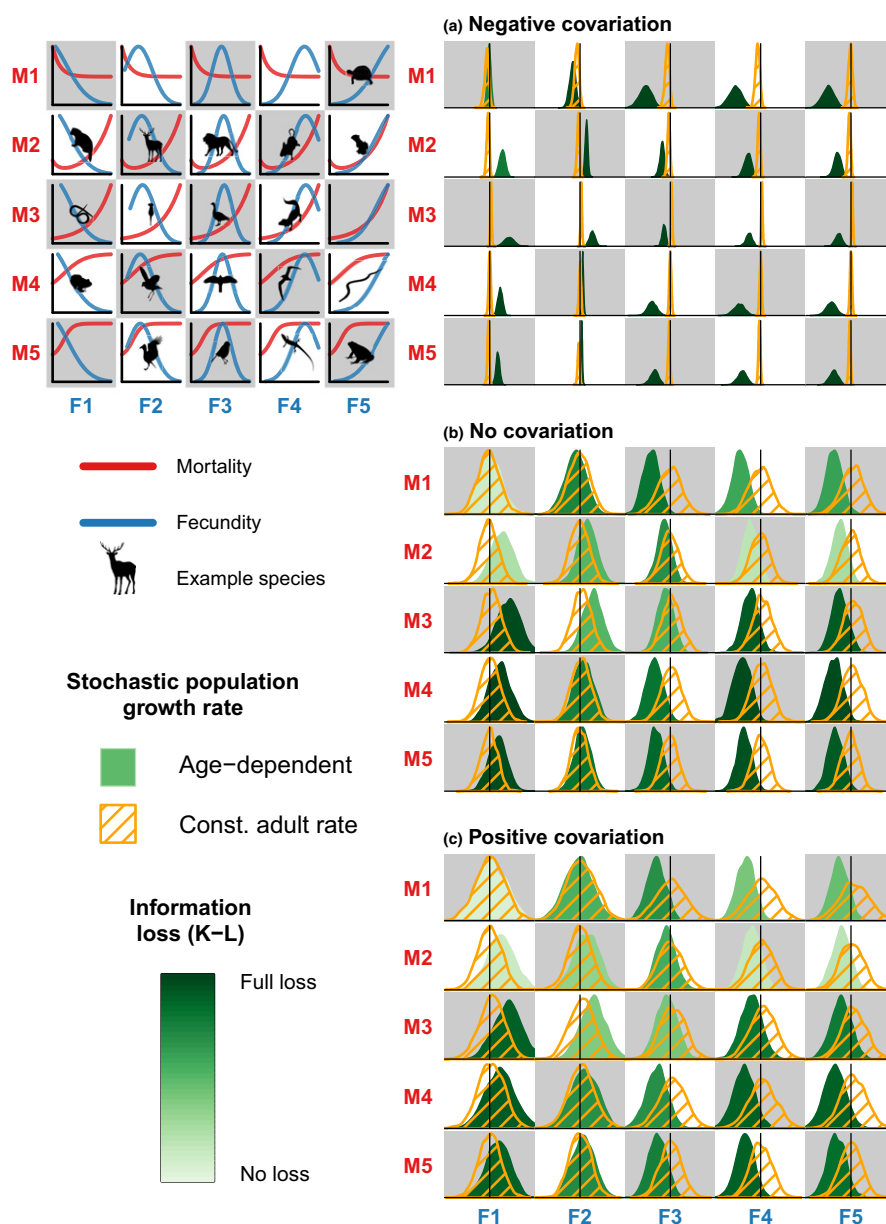 M1
M2
M3
M4
M5
F1 F2 F3 F4 F5
Mortality
Fecundity
Example species
Stochastic population
growth rate
Age−dependent
Const. adult rate
Information
loss (K−L)
Full loss
No loss
(a) Negative covariation
M1
M2
M3
M4
M5
(b) No covariation
M1
M2
M3
M4
M5
(c) Positive covariation
M1
M2
M3
M4
M5
F1 F2 F3 F4 F5